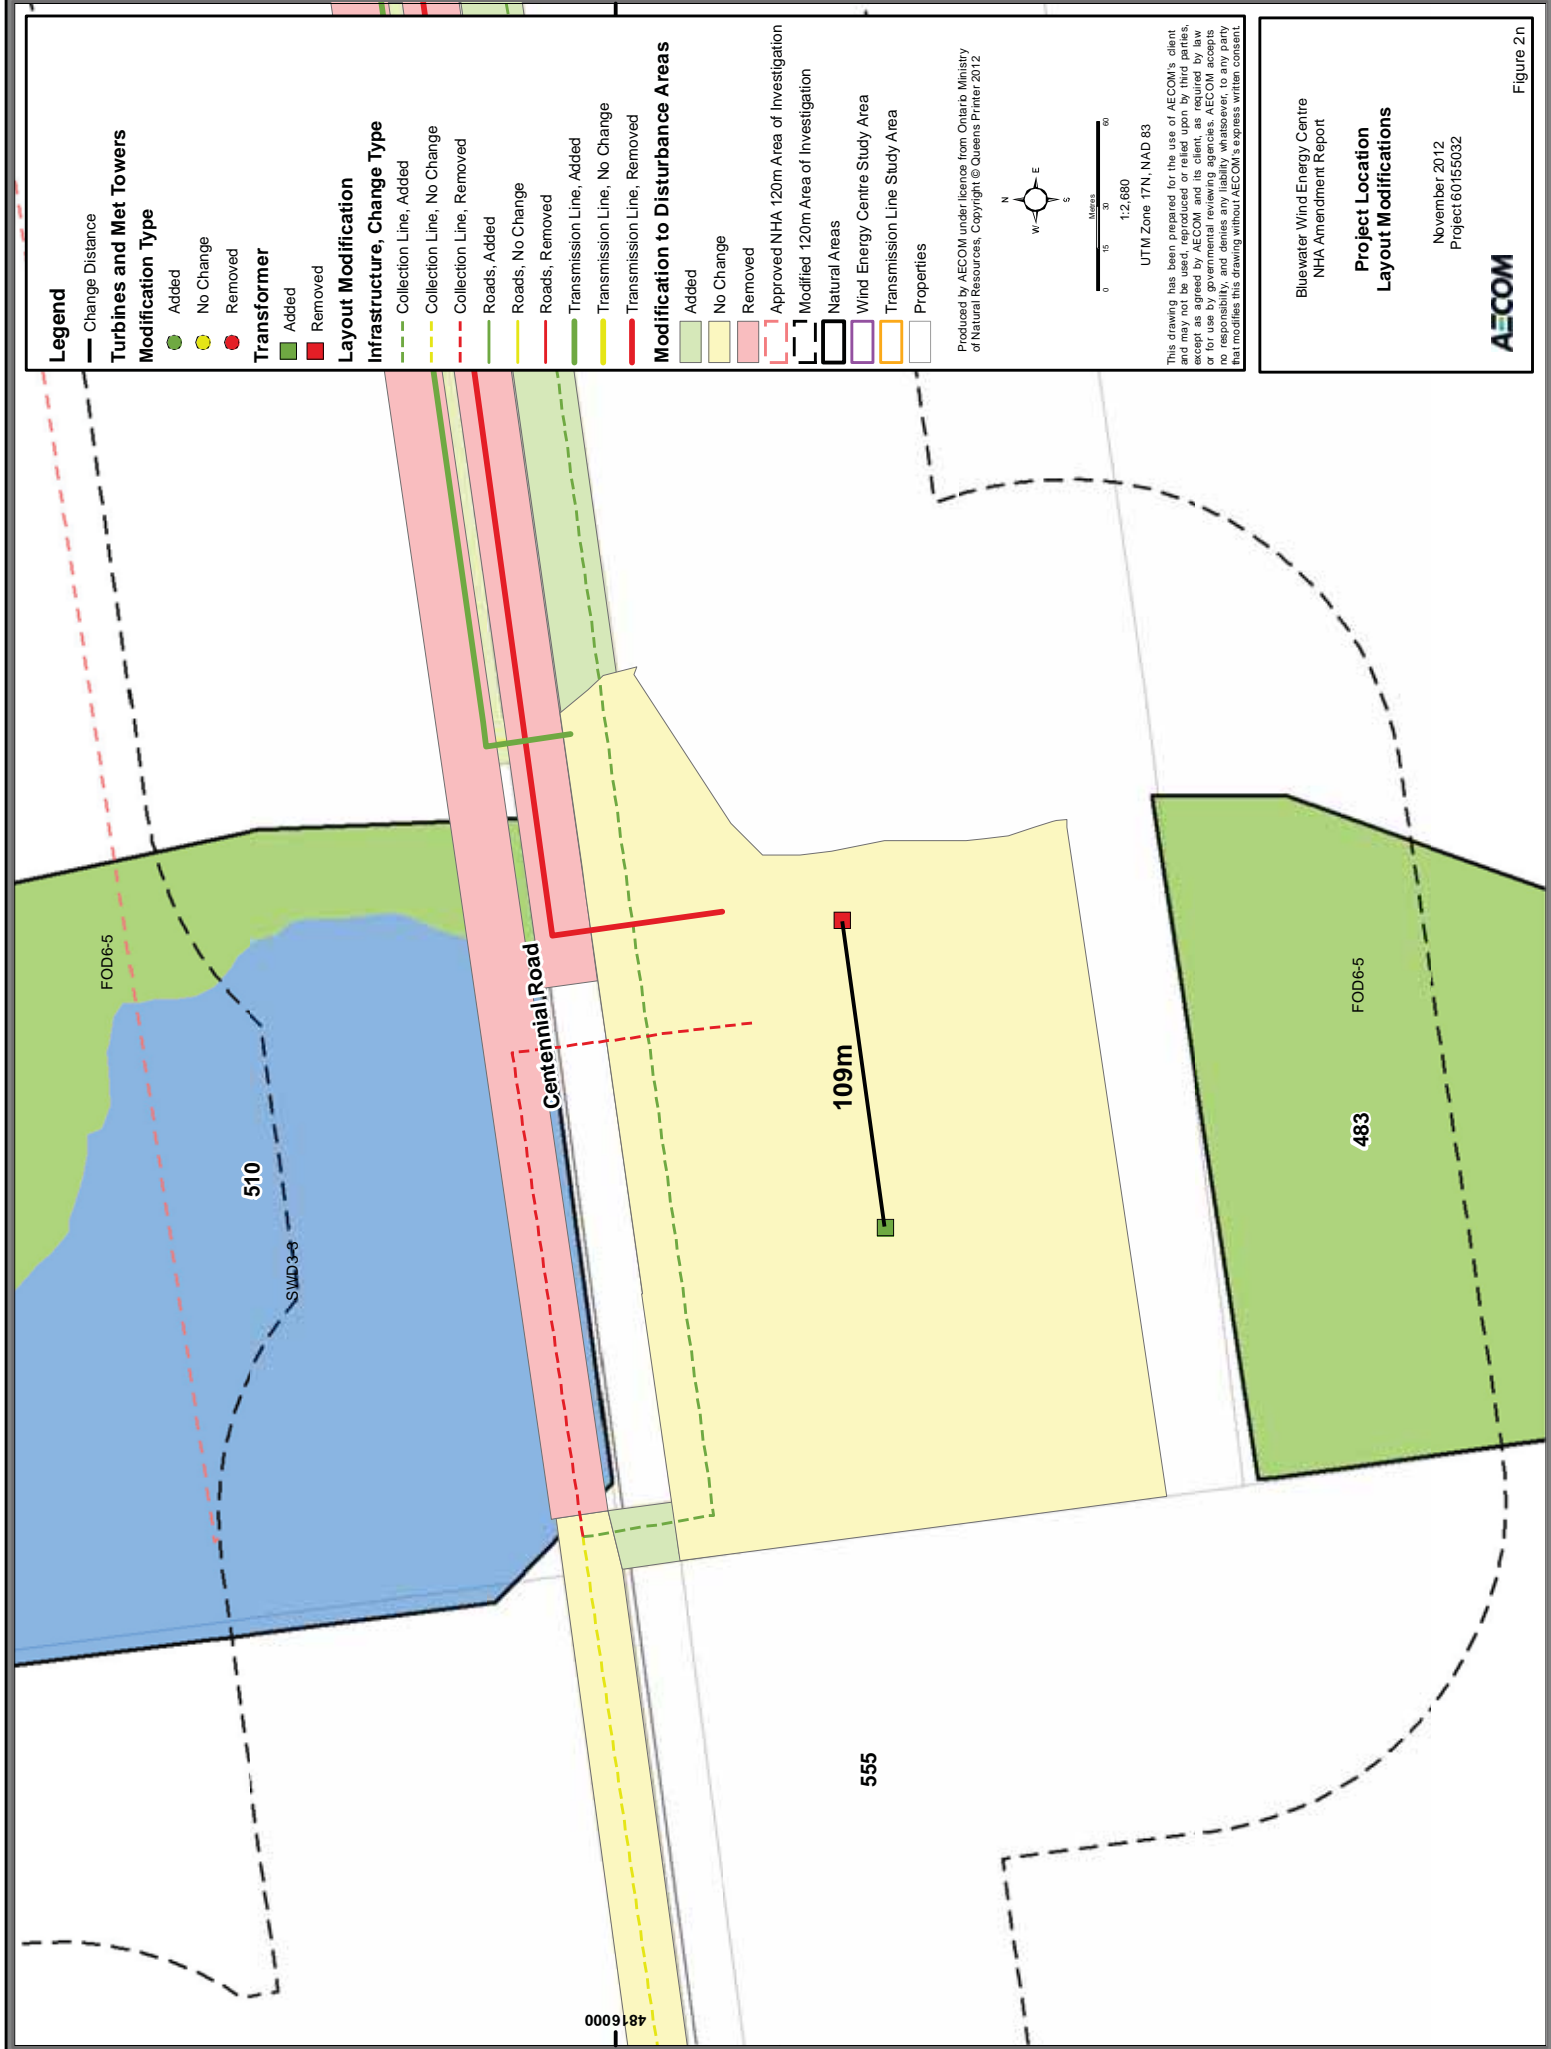 Legend
Change Distance
Turbines and Met Towers
Modification Type
Added
No Change
Removed
Transformer
Added
Removed
Layout Modification
Infrastructure, Change Type
Collection Line, Added
Collection Line, No Change
Collection Line, Removed
Roads, Added
Roads, No Change
Roads, Removed
Transmission Line, Added
Transmission Line, No Change
Transmission Line, Removed
Modification to Disturbance Areas
Added
No Change
Removed
Approved NHA 120m Area of Investigation
Modified 120m Area of Investigation
Natural Areas
Wind Energy Centre Study Area
Transmission Line Study Area
Properties
Produced by AECOM under licence from Ontario Ministry
of Natural Resources, Copyright © Queens Printer 2012
N
W E
S
Metres
0 15 30 60
1:2,680
UTM Zone 17N, NAD 83
This drawing has been prepared for the use of AECOM's client
and may not be used, reproduced or relied upon by third parties,
except as agreed by AECOM and its client, as required by law
or for use by governmental reviewing agencies. AECOM accepts
no responsibility, and denies any liability whatsoever, to any party
that modifies this drawing without AECOM's express written consent.
Bluewater Wind Energy Centre
NHA Amendment Report
Project Location
Layout Modifications
November 2012
Project 60155032
AECOM
Figure 2n
FOD6-5
510
SWD3-3
Centennial Road
109m
FOD6-5
483
555
4816000